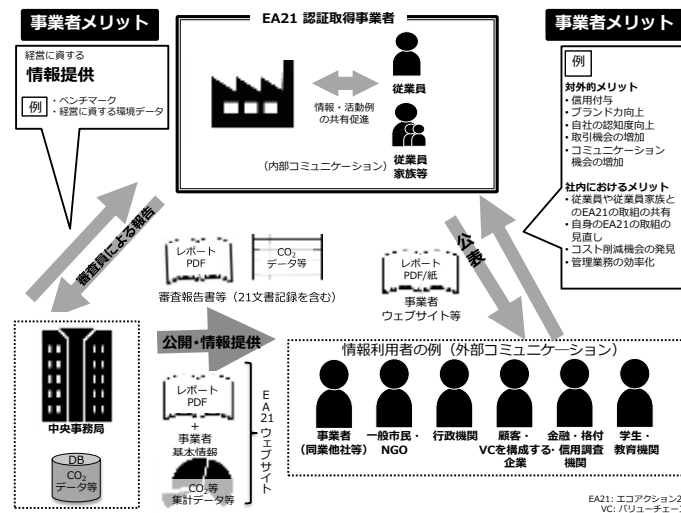 事業者メリット
経営に資する
情報提供
例
・ベンチマーク
・経営に資する環境データ
EA21 認証取得事業者
情報・活動例
の共有促進
従業員
従業員
家族等
（内部コミュニケーション）
事業者メリット
例
対外的メリット
・信用付与
・ブランド力向上
・自社の認知度向上
・取引機会の増加
・コミュニケーション
機会の増加
社内におけるメリット
・従業員や従業員家族と
のEA21の取組の共有
・自身のEA21の取組の
見直し
・コスト削減機会の発見
・管理業務の効率化
審査員による報告
レポート
PDF
CO2
データ等
審査報告書等（21文書記録を含む）
公表
レポート
PDF/紙
事業者
ウェブサイト等
中央事務局
DB
CO2
データ等
公開・情報提供
レポート
PDF
+
事業者
基本情報
CO2等
集計データ等
EA21ウェブサイト
情報利用者の例（外部コミュニケーション）
事業者
（同業他社等）
一般市民・
NGO
行政機関
顧客・
VCを構成する
企業
金融・格付
・信用調査
機関
学生・
教育機関
EA21: エコアクション2
VC: バリューチェー